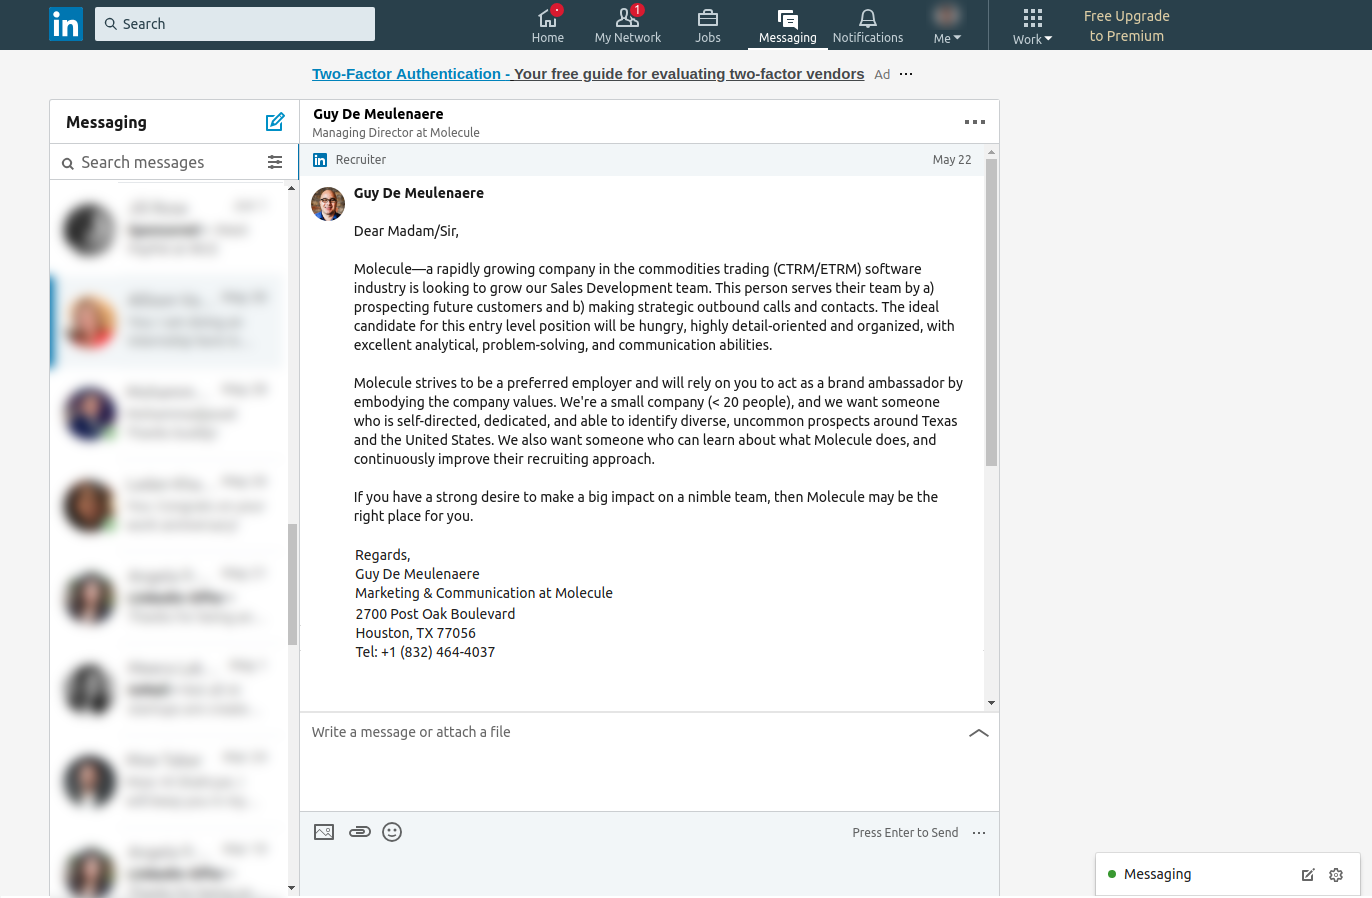 in
Search
1
Home
My Network
Jobs
Messaging
Notifications
Me
Work
Free Upgrade
to Premium
Two-Factor Authentication - Your free guide for evaluating two-factor vendors Ad
Messaging
Search messages
Guy De Meulenaere
Managing Director at Molecule
in Recruiter
May 22
Guy De Meulenaere
Dear Madam/Sir,
Molecule—a rapidly growing company in the commodities trading (CTRM/ETRM) software
industry is looking to grow our Sales Development team. This person serves their team by a)
prospecting future customers and b) making strategic outbound calls and contacts. The ideal
candidate for this entry level position will be hungry, highly detail-oriented and organized, with
excellent analytical, problem-solving, and communication abilities.
Molecule strives to be a preferred employer and will rely on you to act as a brand ambassador by
embodying the company values. We're a small company (< 20 people), and we want someone
who is self-directed, dedicated, and able to identify diverse, uncommon prospects around Texas
and the United States. We also want someone who can learn about what Molecule does, and
continuously improve their recruiting approach.
If you have a strong desire to make a big impact on a nimble team, then Molecule may be the
right place for you.
Regards,
Guy De Meulenaere
Marketing & Communication at Molecule
2700 Post Oak Boulevard
Houston, TX 77056
Tel: +1 (832) 464-4037
Write a message or attach a file
Press Enter to Send
Messaging